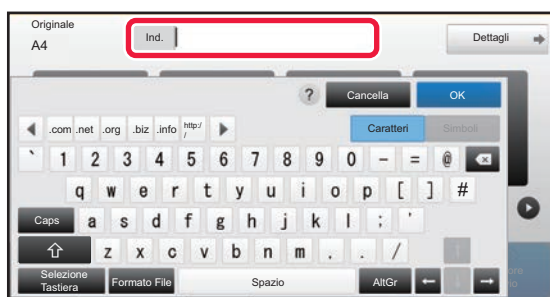 Originale
A4
Ind.
Dettagli
? Cancella OK
.com .net .org .biz .info http:/
/
Caratteri Simboli
` 1 2 3 4 5 6 7 8 9 0 - = @
q w e r t y u i o p [ ] #
Caps a s d f g h j k l ; '
z x c v b n m , . /
Selezione
Tastiera
Formato File Spazio AltGr